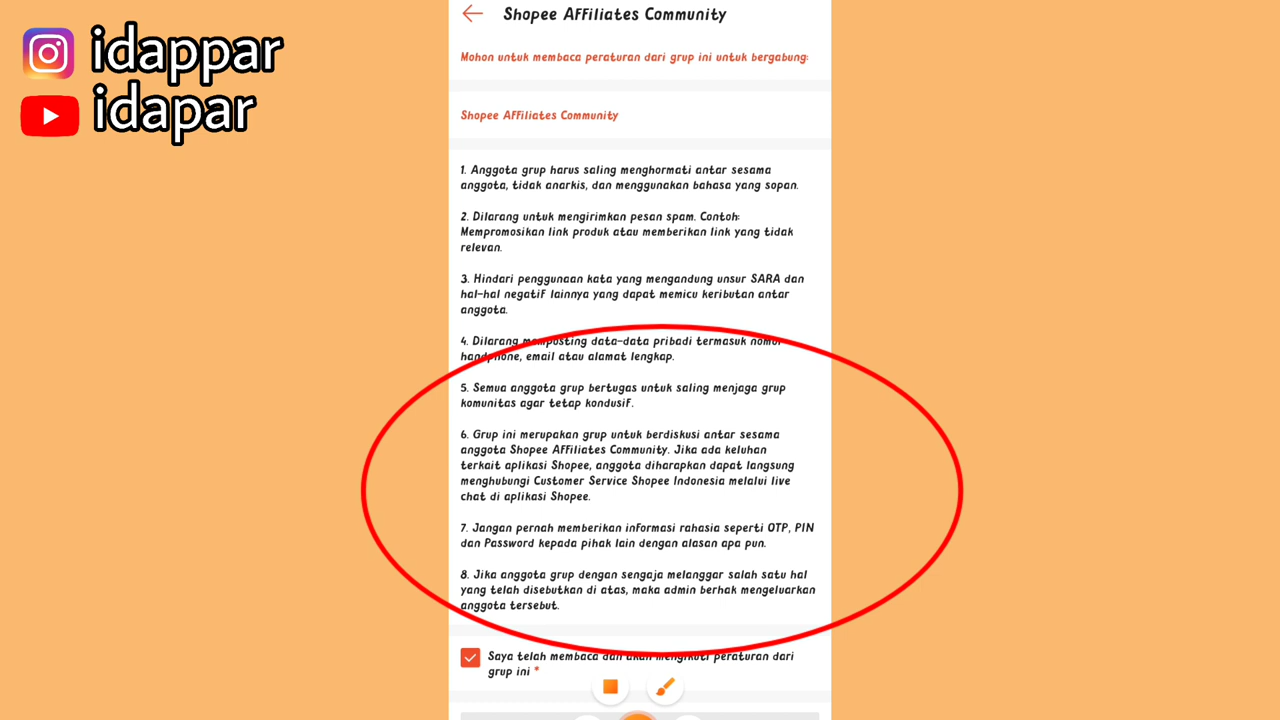 idappar
idapar
Shopee Affiliates Community
Mohon untuk membaca peraturan dari grup ini untuk bergabung:
Shopee Affiliates Community
1. Anggota grup harus saling menghormati antar sesama
anggota, tidak anarkis, dan menggunakan bahasa yang sopan.
2. Dilarang untuk mengirimkan pesan spam. Contoh:
Mempromosikan link produk atau memberikan link yang tidak
relevan.
3. Hindari penggunaan kata yang mengandung unsur SARA dan
hal-hal negatif lainnya yang dapat memicu keributan antar
anggota.
4. Dilarang memposting data-data pribadi termasuk nomor
handphone, email atau alamat lengkap.
5. Semua anggota grup bertugas untuk saling menjaga grup
komunitas agar tetap kondusif.
6. Grup ini merupakan grup untuk berdiskusi antar sesama
anggota Shopee Affiliates Community. Jika ada keluhan
terkait aplikasi Shopee, anggota diharapkan dapat langsung
menghubungi Customer Service Shopee Indonesia melalui live
chat di aplikasi Shopee.
7. Jangan pernah memberikan informasi rahasia seperti OTP, PIN
dan Password kepada pihak lain dengan alasan apa pun.
8. Jika anggota grup dengan sengaja melanggar salah satu hal
yang telah disebutkan di atas, maka admin berhak mengeluarkan
anggota tersebut.
Saya telah membaca dan akan mengikuti peraturan dari
grup ini *